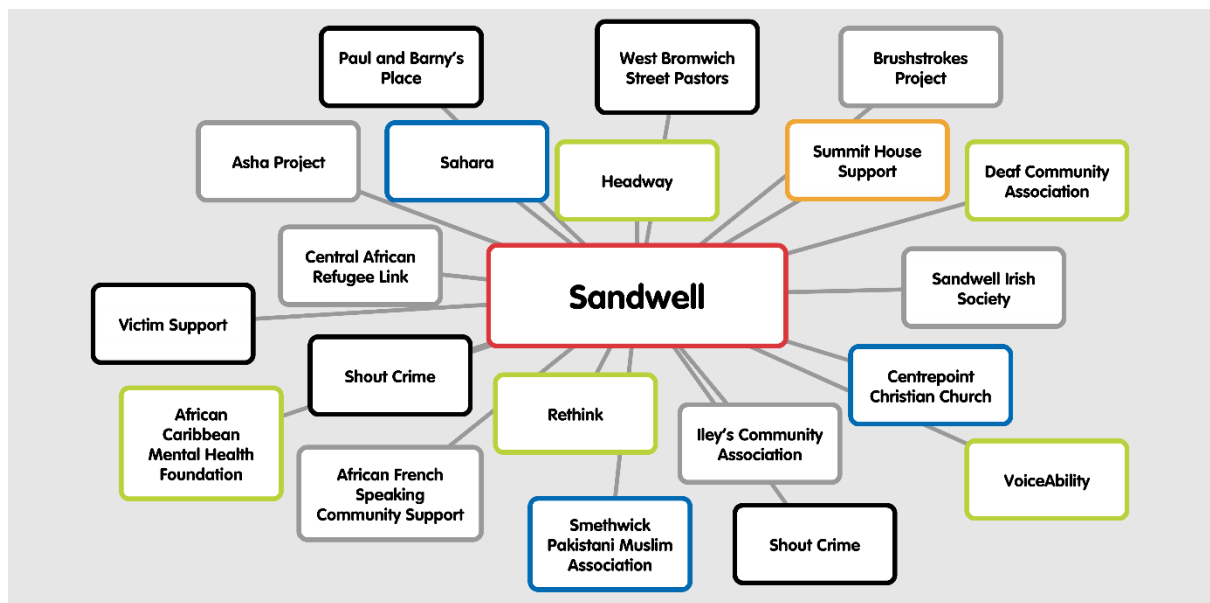 Paul and Barny's
Place
West Bromwich
Street Pastors
Brushstrokes
Project
Asha Project
Sahara
Headway
Summit House
Support
Deaf Community
Association
Central African
Refugee Link
Sandwell
Sandwell Irish
Society
Victim Support
Shout Crime
Rethink
Centrepoint
Christian Church
African
Caribbean
Mental Health
Foundation
African French
Speaking
Community Support
Iley's Community
Association
VoiceAbility
Smethwick
Pakistani Muslim
Association
Shout Crime